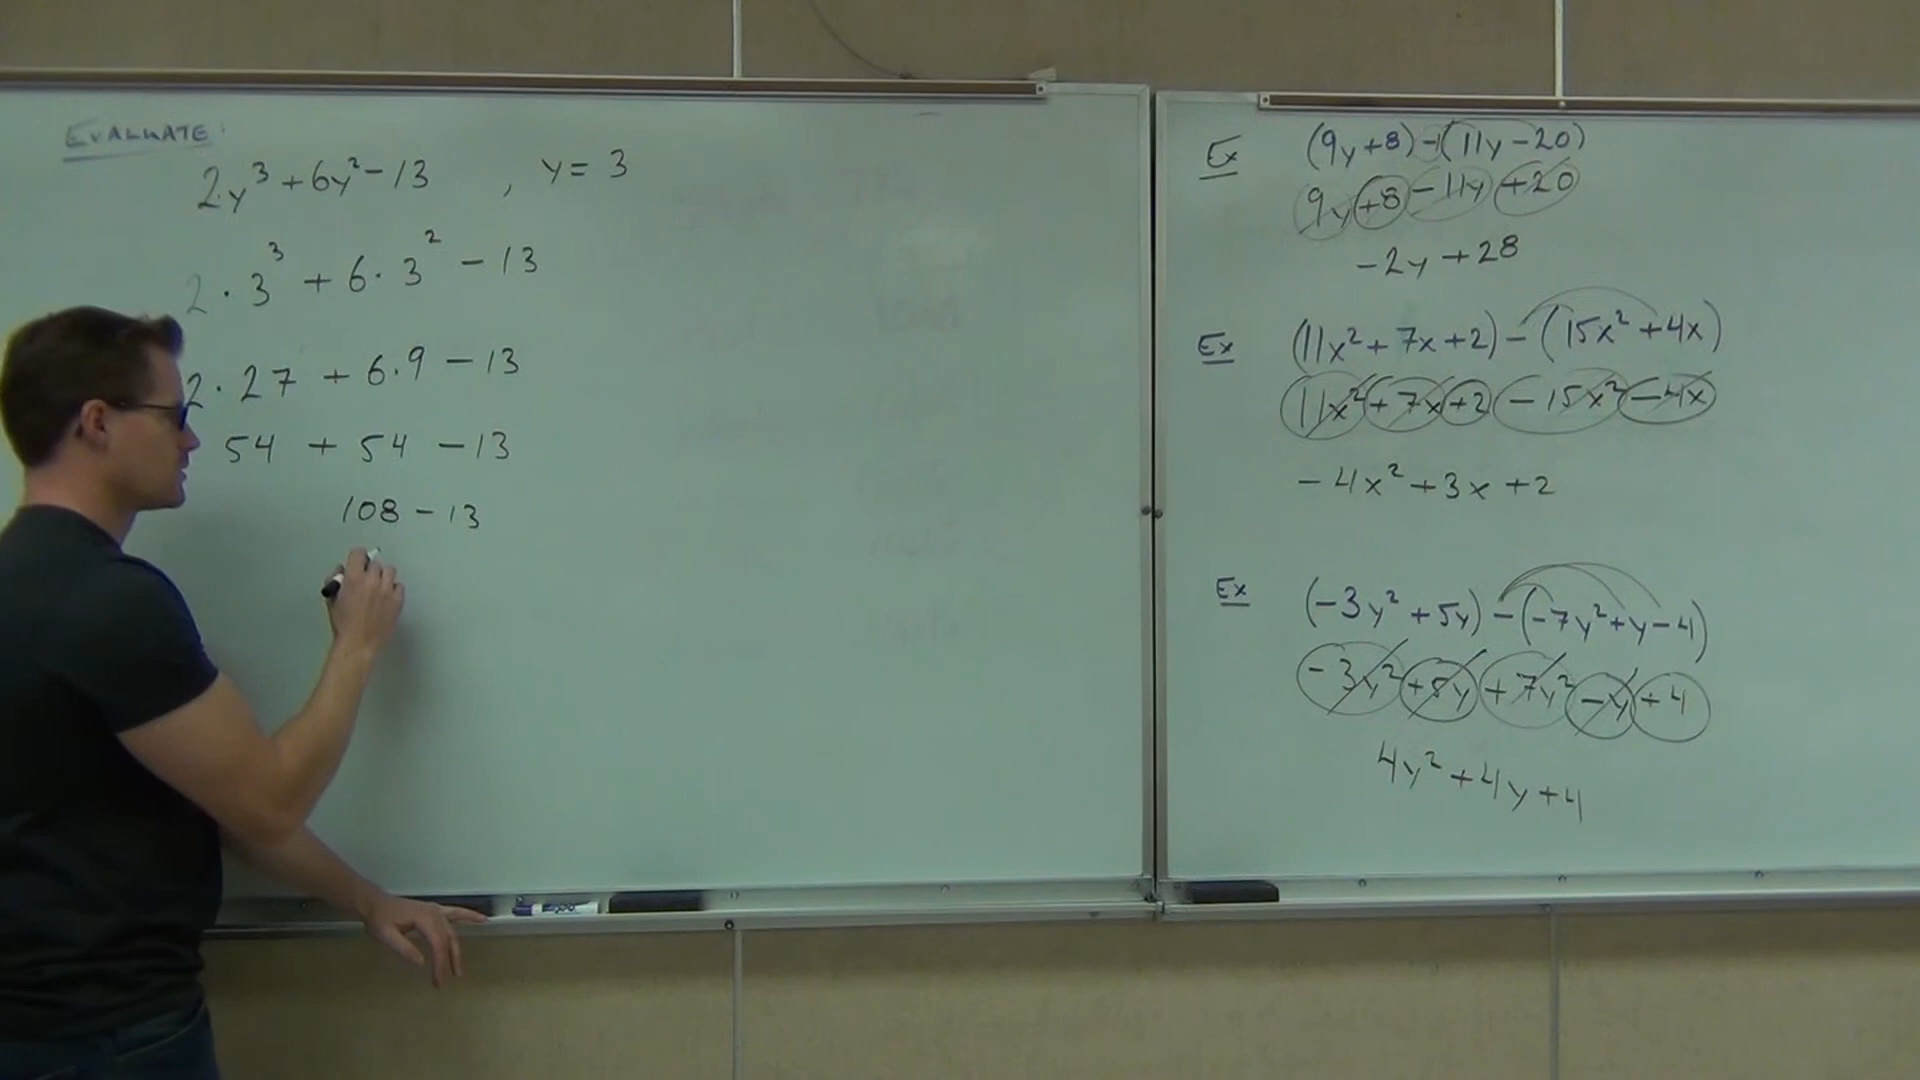 EVALUATE:
2y³ + 6y² - 13 , y = 3
2 · 3³ + 6 · 3² - 13
2 · 27 + 6 · 9 - 13
54 + 54 - 13
108 - 13
Ex (9y + 8) - 1(11y - 20)
9y + 8 - 11y + 20
-2y + 28
Ex (11x² + 7x + 2) - (15x² + 4x)
11x² + 7x + 2 - 15x² - 4x
-4x² + 3x + 2
Ex (-3y² + 5y) - (-7y² + y - 4)
-3y² + 5y + 7y² - y + 4
4y² + 4y + 4
EXPO